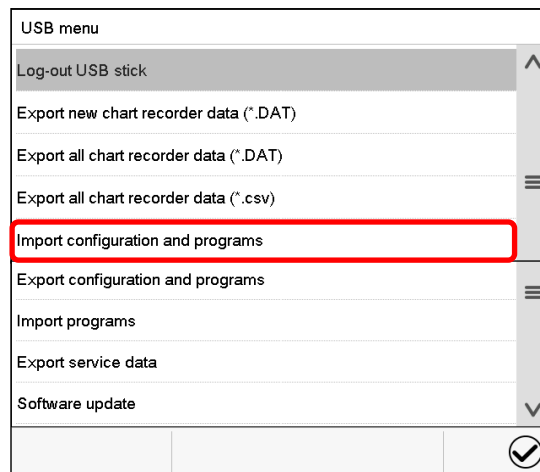 USB menu
Log-out USB stick
Export new chart recorder data (*.DAT)
Export all chart recorder data (*.DAT)
Export all chart recorder data (*.csv)
Import configuration and programs
Export configuration and programs
Import programs
Export service data
Software update